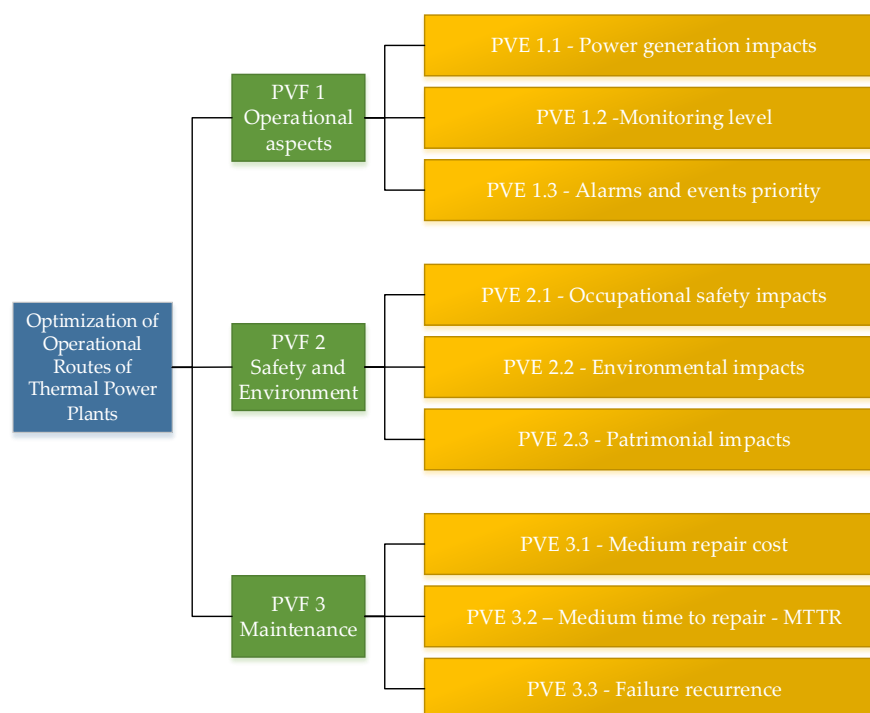 Optimization of
Operational
Routes of
Thermal Power
Plants
PVF 1
Operational
aspects
PVE 1.1 - Power generation impacts
PVE 1.2 -Monitoring level
PVE 1.3 - Alarms and events priority
PVF 2
Safety and
Environment
PVE 2.1 - Occupational safety impacts
PVE 2.2 - Environmental impacts
PVE 2.3 - Patrimonial impacts
PVF 3
Maintenance
PVE 3.1 - Medium repair cost
PVE 3.2 – Medium time to repair - MTTR
PVE 3.3 - Failure recurrence